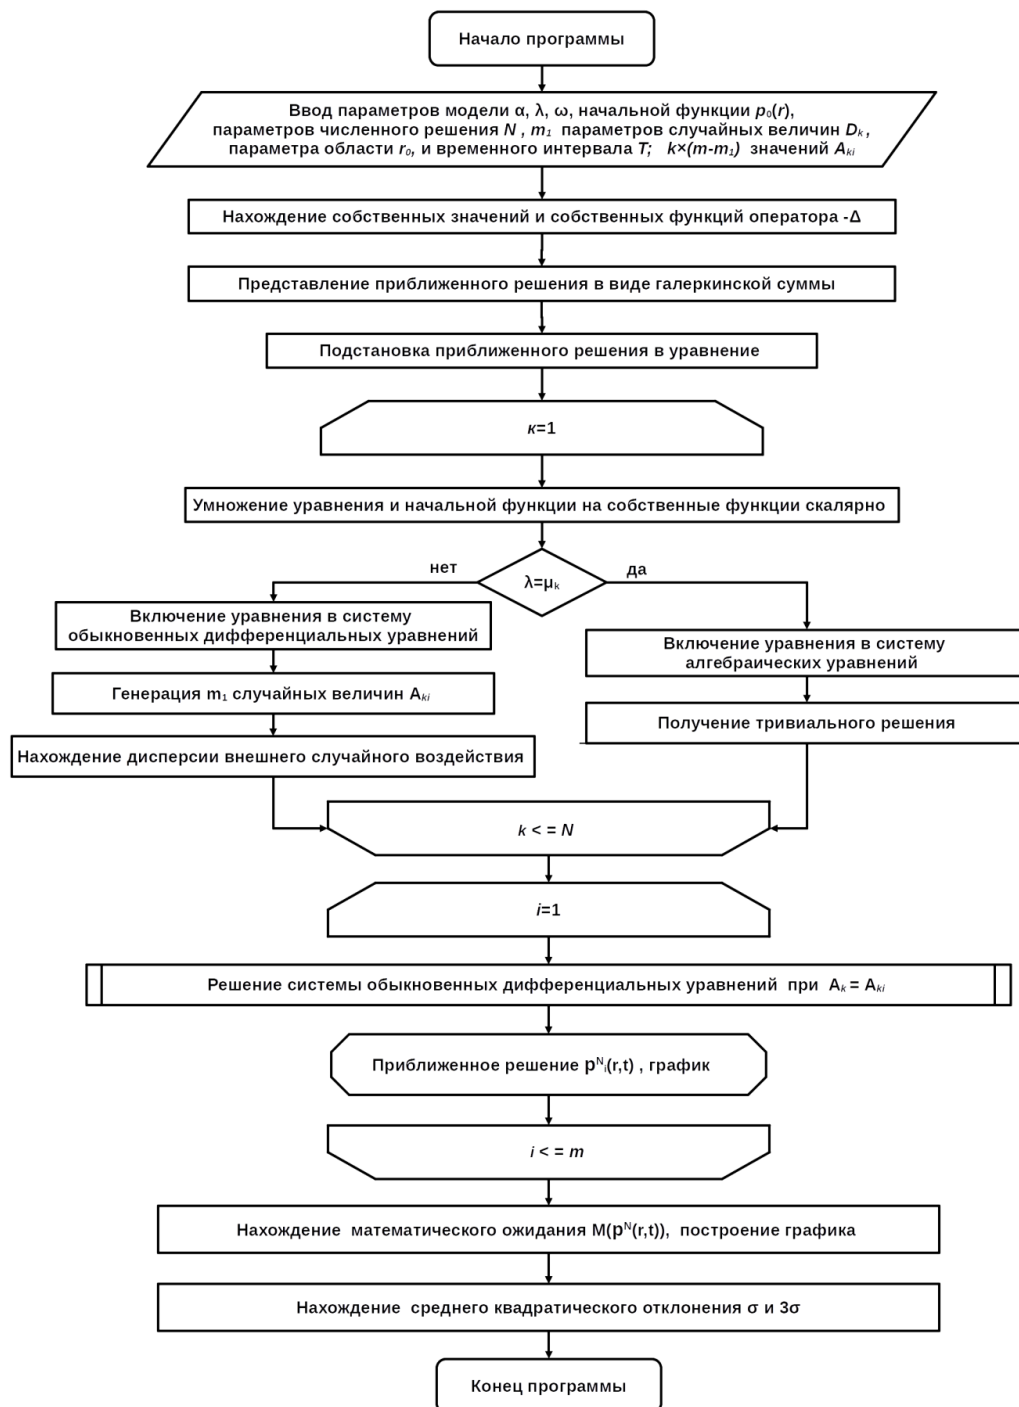 Начало программы
Ввод параметров модели α, λ, ω, начальной функции p₀(r),
параметров численного решения N , m₁ параметров случайных величин Dₖ ,
параметра области r₀, и временного интервала T; k×(m-m₁) значений Aₖᵢ
Нахождение собственных значений и собственных функций оператора -Δ
Представление приближенного решения в виде галеркинской суммы
Подстановка приближенного решения в уравнение
к=1
Умножение уравнения и начальной функции на собственные функции скалярно
λ=μₖ
нет
да
Включение уравнения в систему
обыкновенных дифференциальных уравнений
Генерация m₁ случайных величин Aₖᵢ
Нахождение дисперсии внешнего случайного воздействия
Включение уравнения в систему
алгебраических уравнений
Получение тривиального решения
k < = N
i=1
Решение системы обыкновенных дифференциальных уравнений при Aₖ = Aₖᵢ
Приближенное решение pᴺᵢ(r,t) , график
i < = m
Нахождение математического ожидания M(pᴺ(r,t)), построение графика
Нахождение среднего квадратического отклонения σ и 3σ
Конец программы